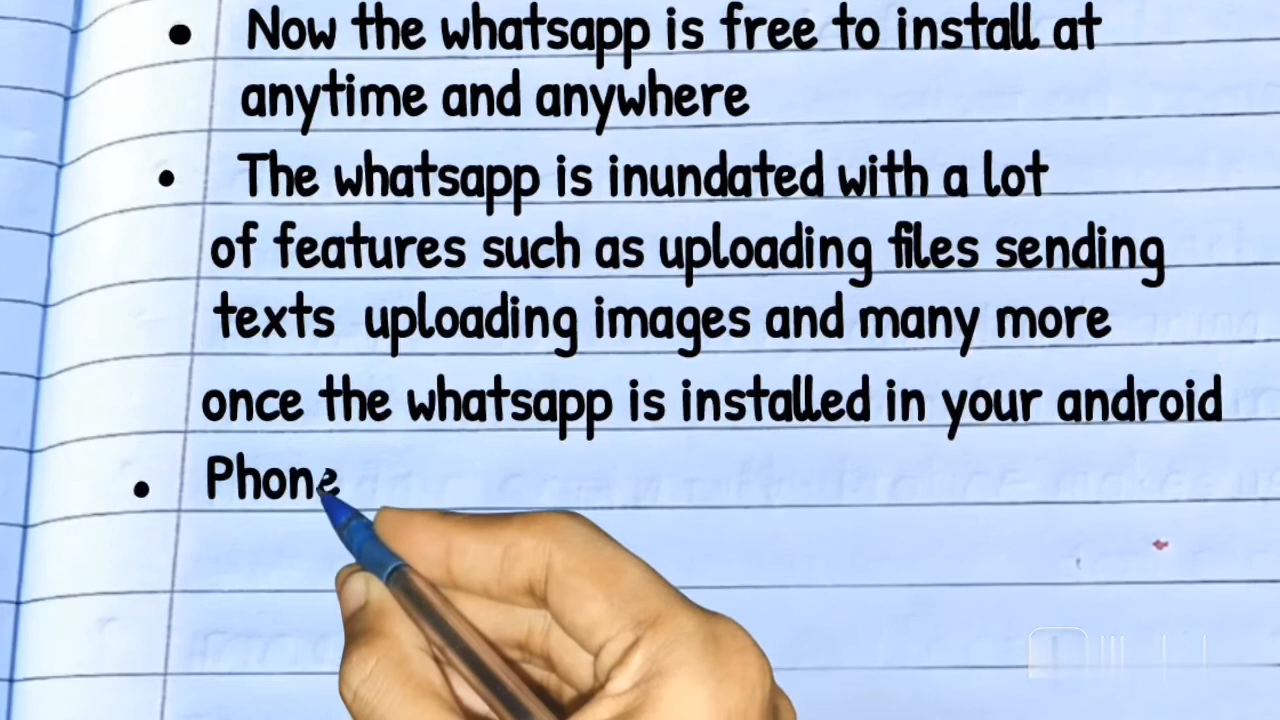 • Now the whatsapp is free to install at
anytime and anywhere
• The whatsapp is inundated with a lot
of features such as uploading files sending
texts uploading images and many more
once the whatsapp is installed in your android
• Phone